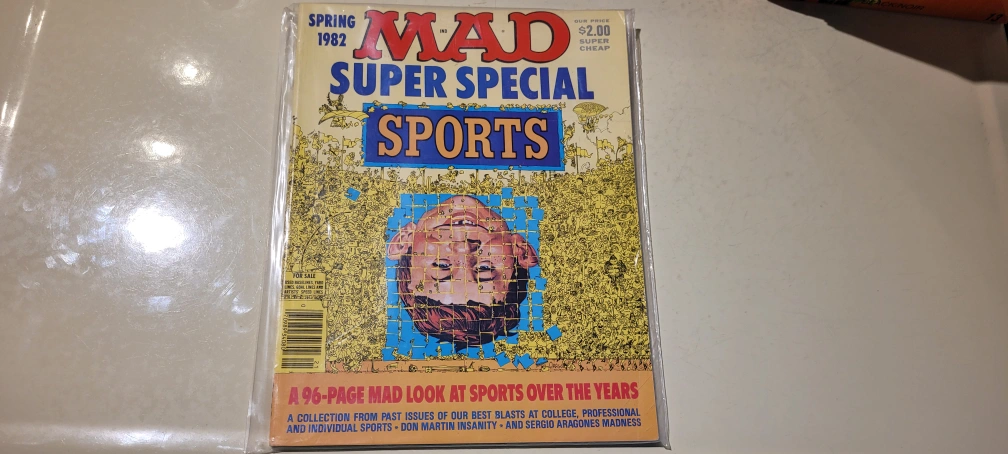 SPRING
1982
MAD
IND
OUR PRICE
$2.00
SUPER
CHEAP
SUPER SPECIAL
SPORTS
FOR SALE
A 96-PAGE MAD LOOK AT SPORTS OVER THE YEARS
A COLLECTION FROM PAST ISSUES OF OUR BEST BLASTS AT COLLEGE, PROFESSIONAL
AND INDIVIDUAL SPORTS • DON MARTIN INSANITY • AND SERGIO ARAGONES MADNESS